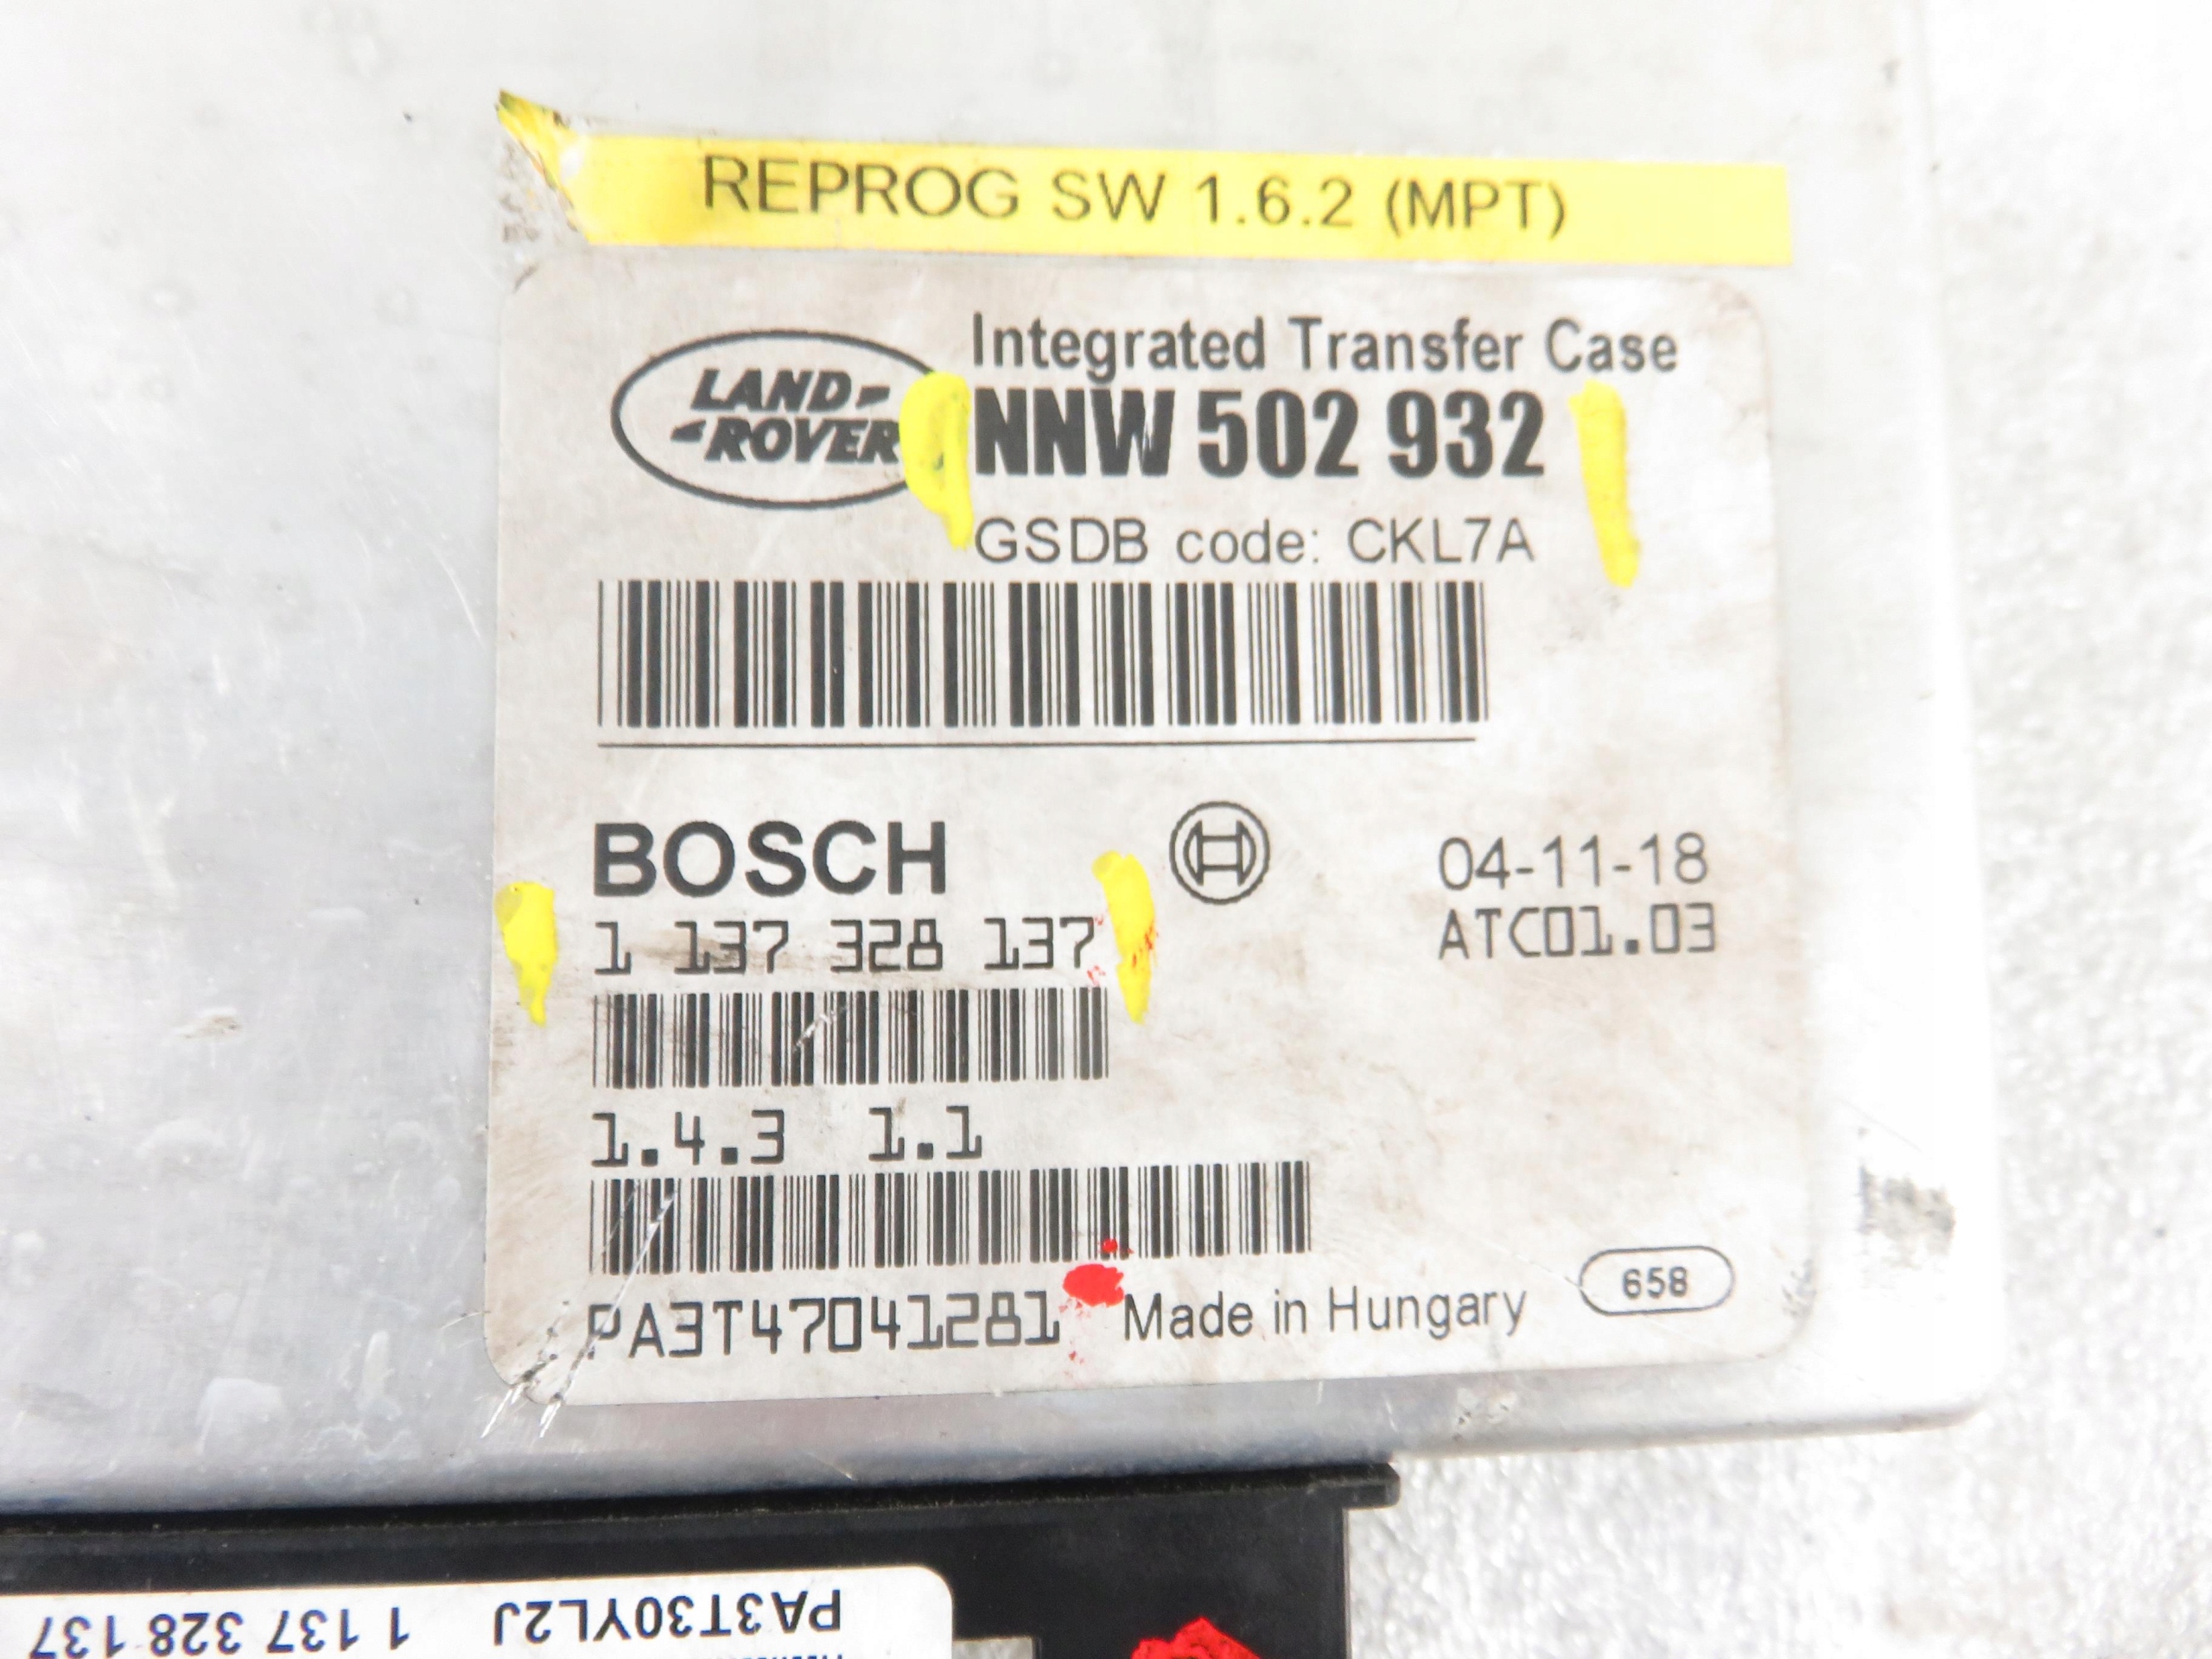 REPROG SW 1.6.2 (MPT)
Integrated Transfer Case
LAND-
-ROVER
NNW 502 932
GSDB code: CKL7A
BOSCH
04-11-18
1 137 328 137
ATC01.03
1.4.3 1.1
PA3T47041281 Made in Hungary
658
PA3T30YL2J 1 137 328 137